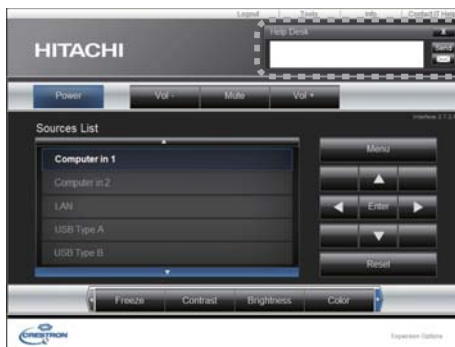 Logout Tools Info Contact IT Help
Help Desk X
Send
HITACHI
Power Vol - Mute Vol +
Sources List
Computer in 1
Computer in 2
LAN
USB Type A
USB Type B
Menu
Enter
Reset
Freeze Contrast Brightness Color
CRESTRON
Expansion Options